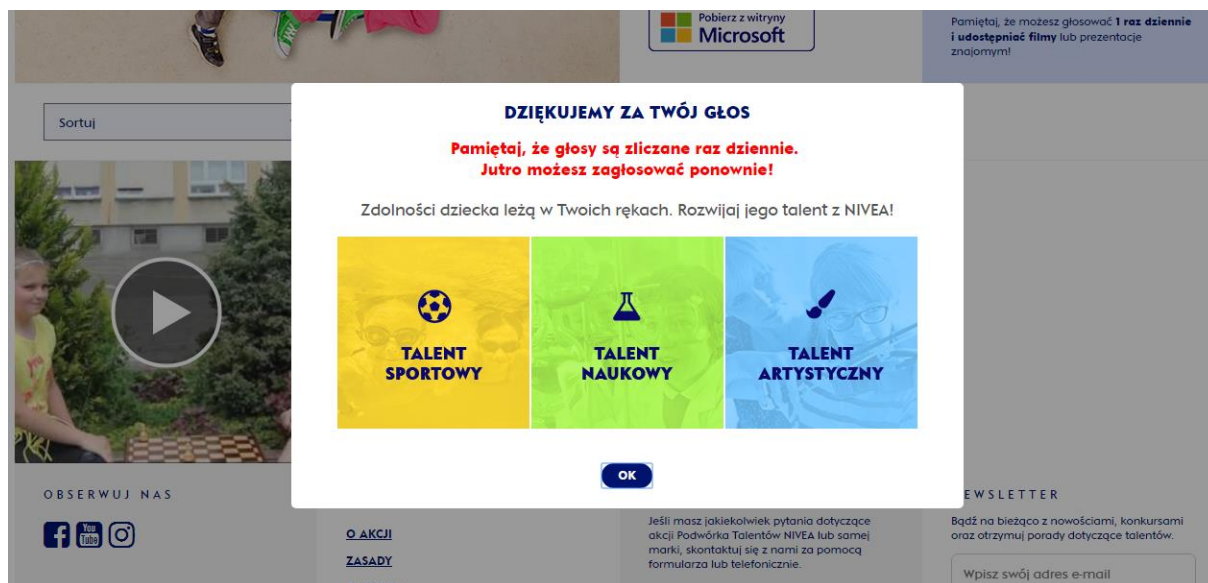 Pobierz z witryny
Microsoft
Pamiętaj, że możesz głosować 1 raz dziennie
i udostępniać filmy lub prezentacje
znajomym!
Sortuj
DZIĘKUJEMY ZA TWÓJ GŁOS
Pamiętaj, że głosy są zliczane raz dziennie.
Jutro możesz zagłosować ponownie!
Zdolności dziecka leżą w Twoich rękach. Rozwijaj jego talent z NIVEA!
TALENT
SPORTOWY
TALENT
NAUKOWY
TALENT
ARTYSTYCZNY
OK
OBSERWUJ NAS
You
Tube
O AKCJI
ZASADY
Jeśli masz jakiekolwiek pytania dotyczące
akcji Podwórka Talentów NIVEA lub samej
marki, skontaktuj się z nami za pomocą
formularza lub telefonicznie.
EWSLETTER
Bądź na bieżąco z nowościami, konkursami
oraz otrzymuj porady dotyczące talentów.
Wpisz swój adres e-mail